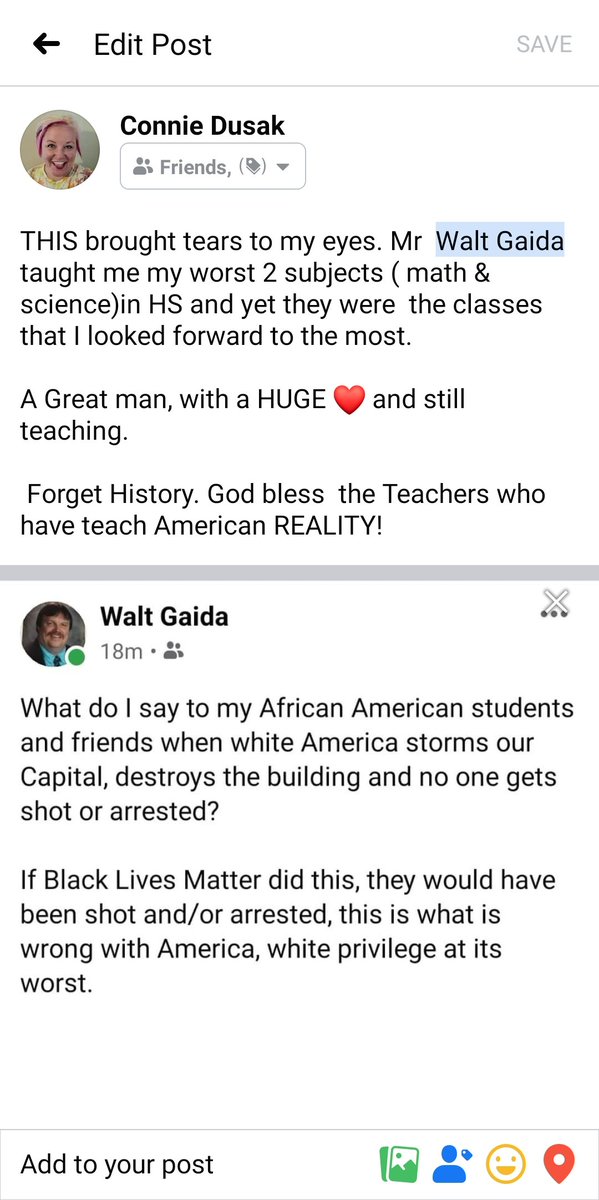 Edit Post
SAVE
Connie Dusak
Friends, ( )
THIS brought tears to my eyes. Mr Walt Gaida
taught me my worst 2 subjects ( math &
science)in HS and yet they were the classes
that I looked forward to the most.
A Great man, with a HUGE ❤️ and still
teaching.
Forget History. God bless the Teachers who
have teach American REALITY!
Walt Gaida
18m •
What do I say to my African American students
and friends when white America storms our
Capital, destroys the building and no one gets
shot or arrested?
If Black Lives Matter did this, they would have
been shot and/or arrested, this is what is
wrong with America, white privilege at its
worst.
Add to your post